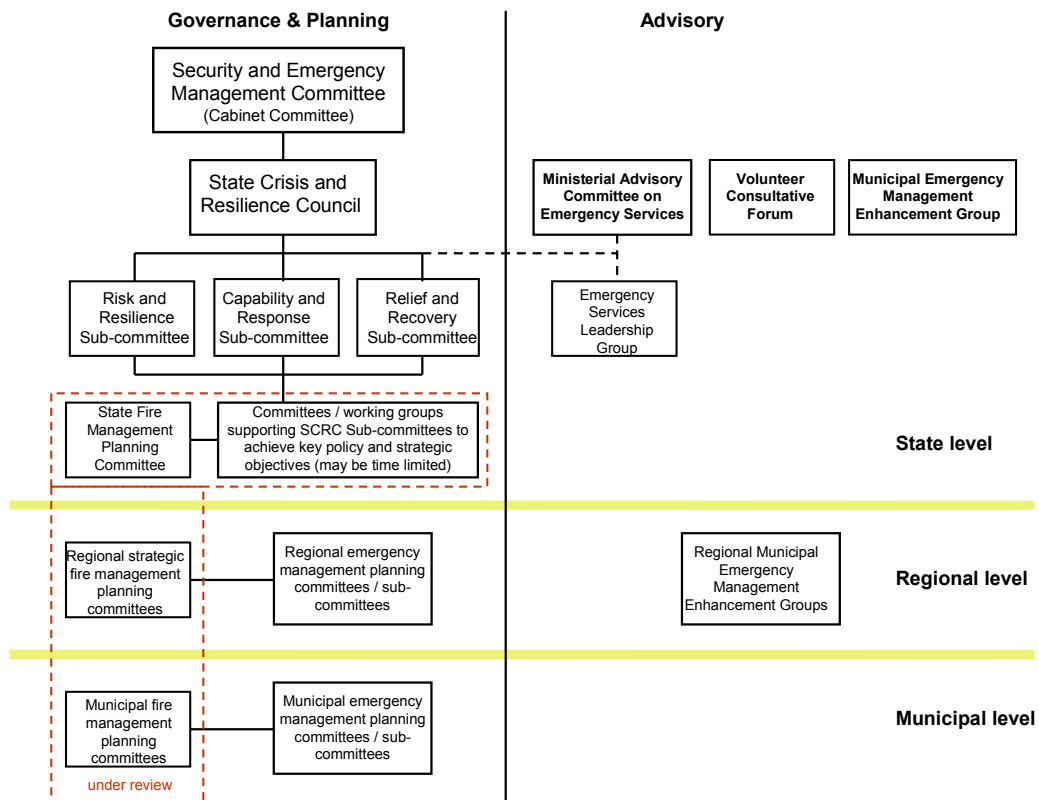 Governance & Planning
Advisory
Security and Emergency
Management Committee
(Cabinet Committee)
State Crisis and
Resilience Council
Ministerial Advisory
Committee on
Emergency Services
Volunteer
Consultative
Forum
Municipal Emergency
Management
Enhancement Group
Risk and
Resilience
Sub-committee
Capability and
Response
Sub-committee
Relief and
Recovery
Sub-committee
Emergency
Services
Leadership
Group
State Fire
Management
Planning
Committee
Committees / working groups
supporting SCRC Sub-committees to
achieve key policy and strategic
objectives (may be time limited)
State level
Regional strategic
fire management
planning
committees
Regional emergency
management planning
committees / sub-
committees
Regional Municipal
Emergency
Management
Enhancement Groups
Regional level
Municipal fire
management
planning
committees
Municipal emergency
management planning
committees / sub-
committees
Municipal level
under review